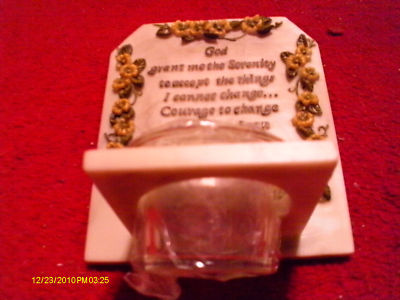 God
grant me the Serenity
to accept the things
I cannot change...
Courage to change
12/23/2010 PM 03:25